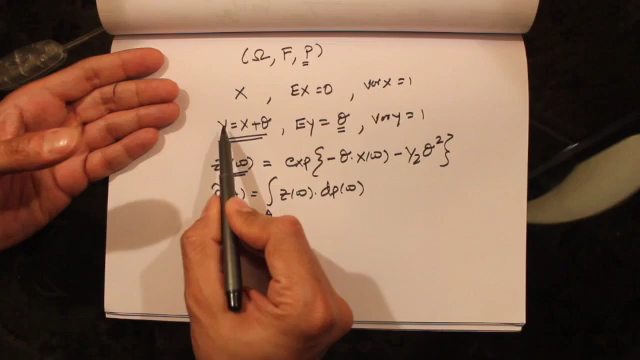 (Ω, F, P)
X , EX = 0 , var X = 1
Y = X + θ , EY = θ , var Y = 1
Z(ω) = exp{ -θ·X(ω) - 1/2 θ² }
= ∫ Z(ω)·dP(ω)